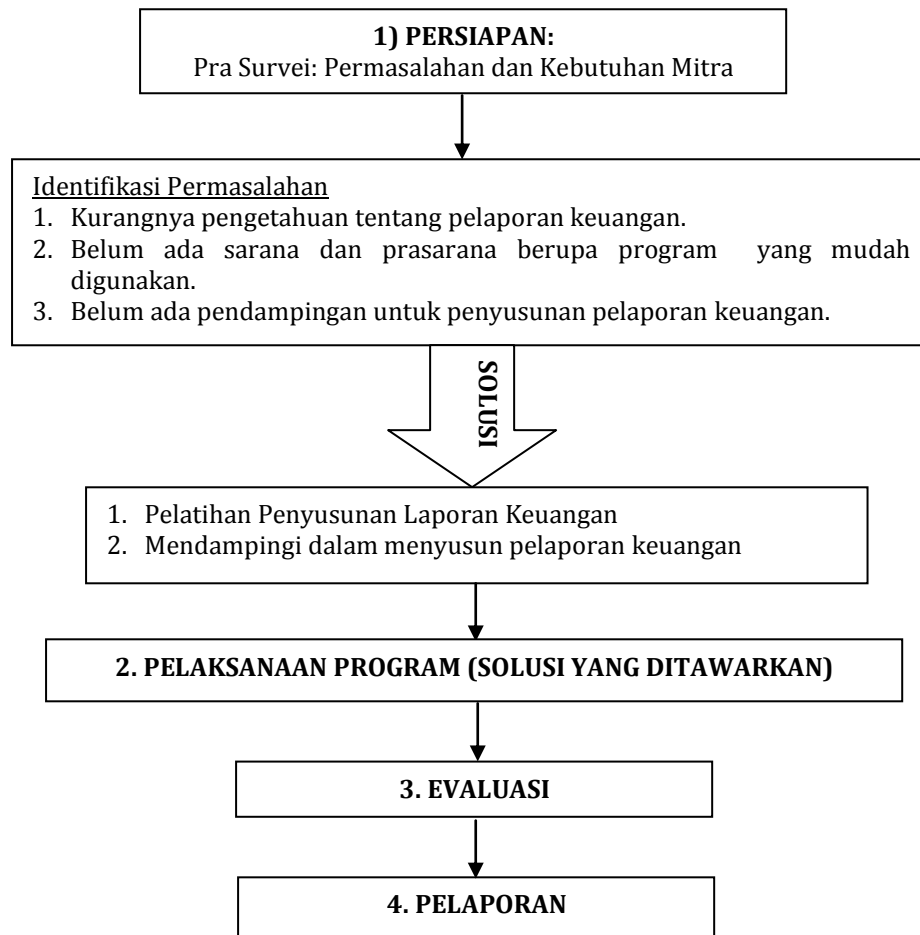 1) PERSIAPAN:
Pra Survei: Permasalahan dan Kebutuhan Mitra
Identifikasi Permasalahan
1. Kurangnya pengetahuan tentang pelaporan keuangan.
2. Belum ada sarana dan prasarana berupa program yang mudah
digunakan.
3. Belum ada pendampingan untuk penyusunan pelaporan keuangan.
SOLUSI
1. Pelatihan Penyusunan Laporan Keuangan
2. Mendampingi dalam menyusun pelaporan keuangan
2. PELAKSANAAN PROGRAM (SOLUSI YANG DITAWARKAN)
3. EVALUASI
4. PELAPORAN